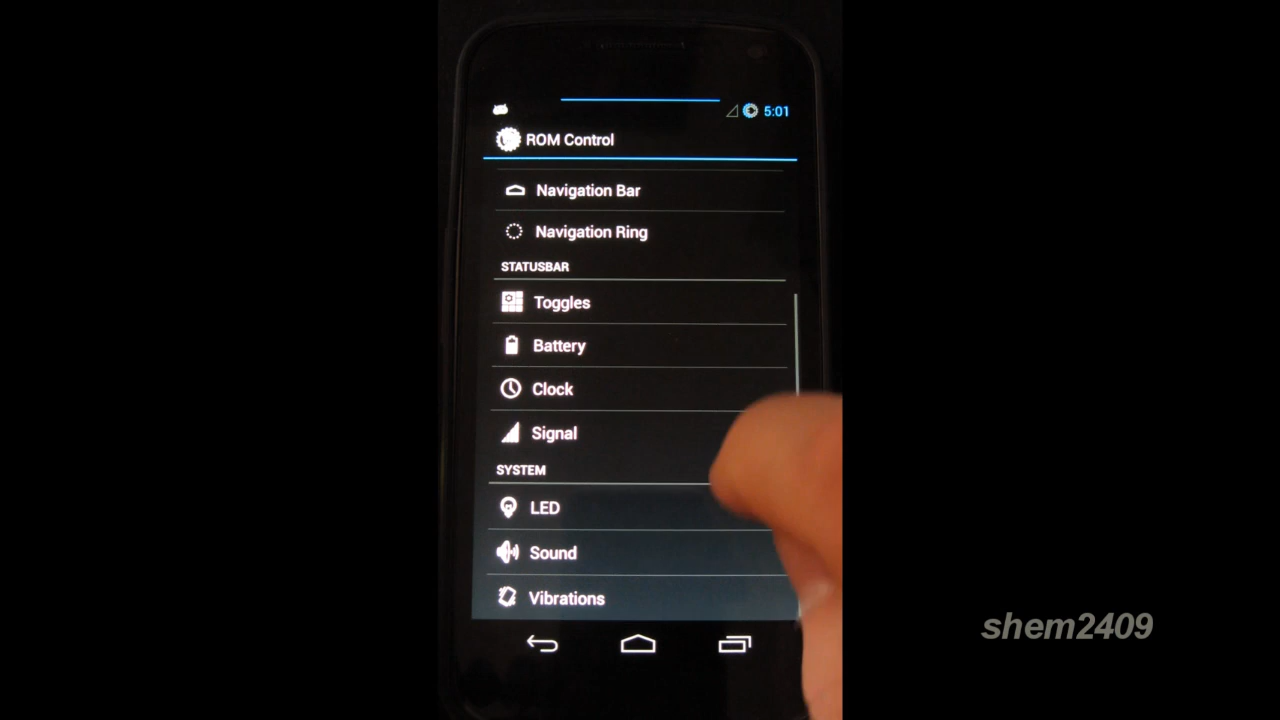 5:01
ROM Control
Navigation Bar
Navigation Ring
STATUSBAR
Toggles
Battery
Clock
Signal
SYSTEM
LED
Sound
Vibrations
shem2409